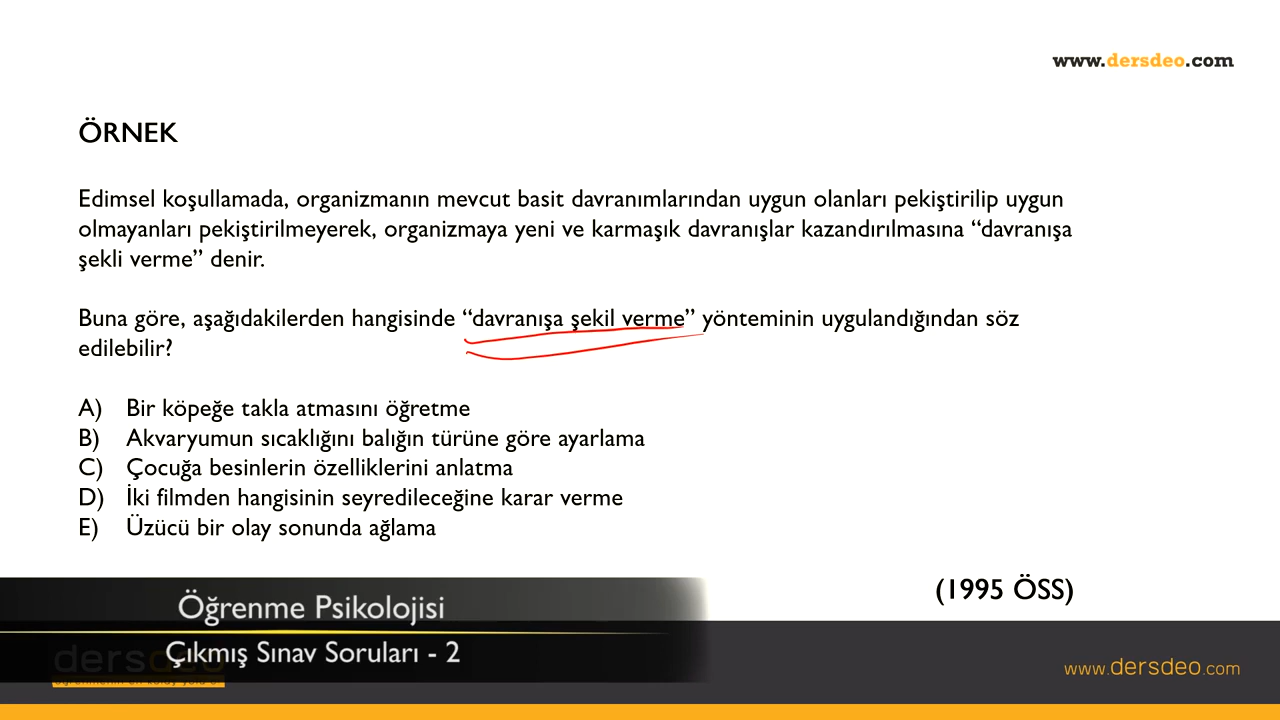 www.dersdeo.com
ÖRNEK
Edimsel koşullamada, organizmanın mevcut basit davranımlarından uygun olanları pekiştirilip uygun
olmayanları pekiştirilmeyerek, organizmaya yeni ve karmaşık davranışlar kazandırılmasına “davranışa
şekli verme” denir.
Buna göre, aşağıdakilerden hangisinde “davranışa şekil verme” yönteminin uygulandığından söz
edilebilir?
A) Bir köpeğe takla atmasını öğretme
B) Akvaryumun sıcaklığını balığın türüne göre ayarlama
C) Çocuğa besinlerin özelliklerini anlatma
D) İki filmden hangisinin seyredileceğine karar verme
E) Üzücü bir olay sonunda ağlama
(1995 ÖSS)
Öğrenme Psikolojisi
Çıkmış Sınav Soruları - 2
dersdeo
www.dersdeo.com